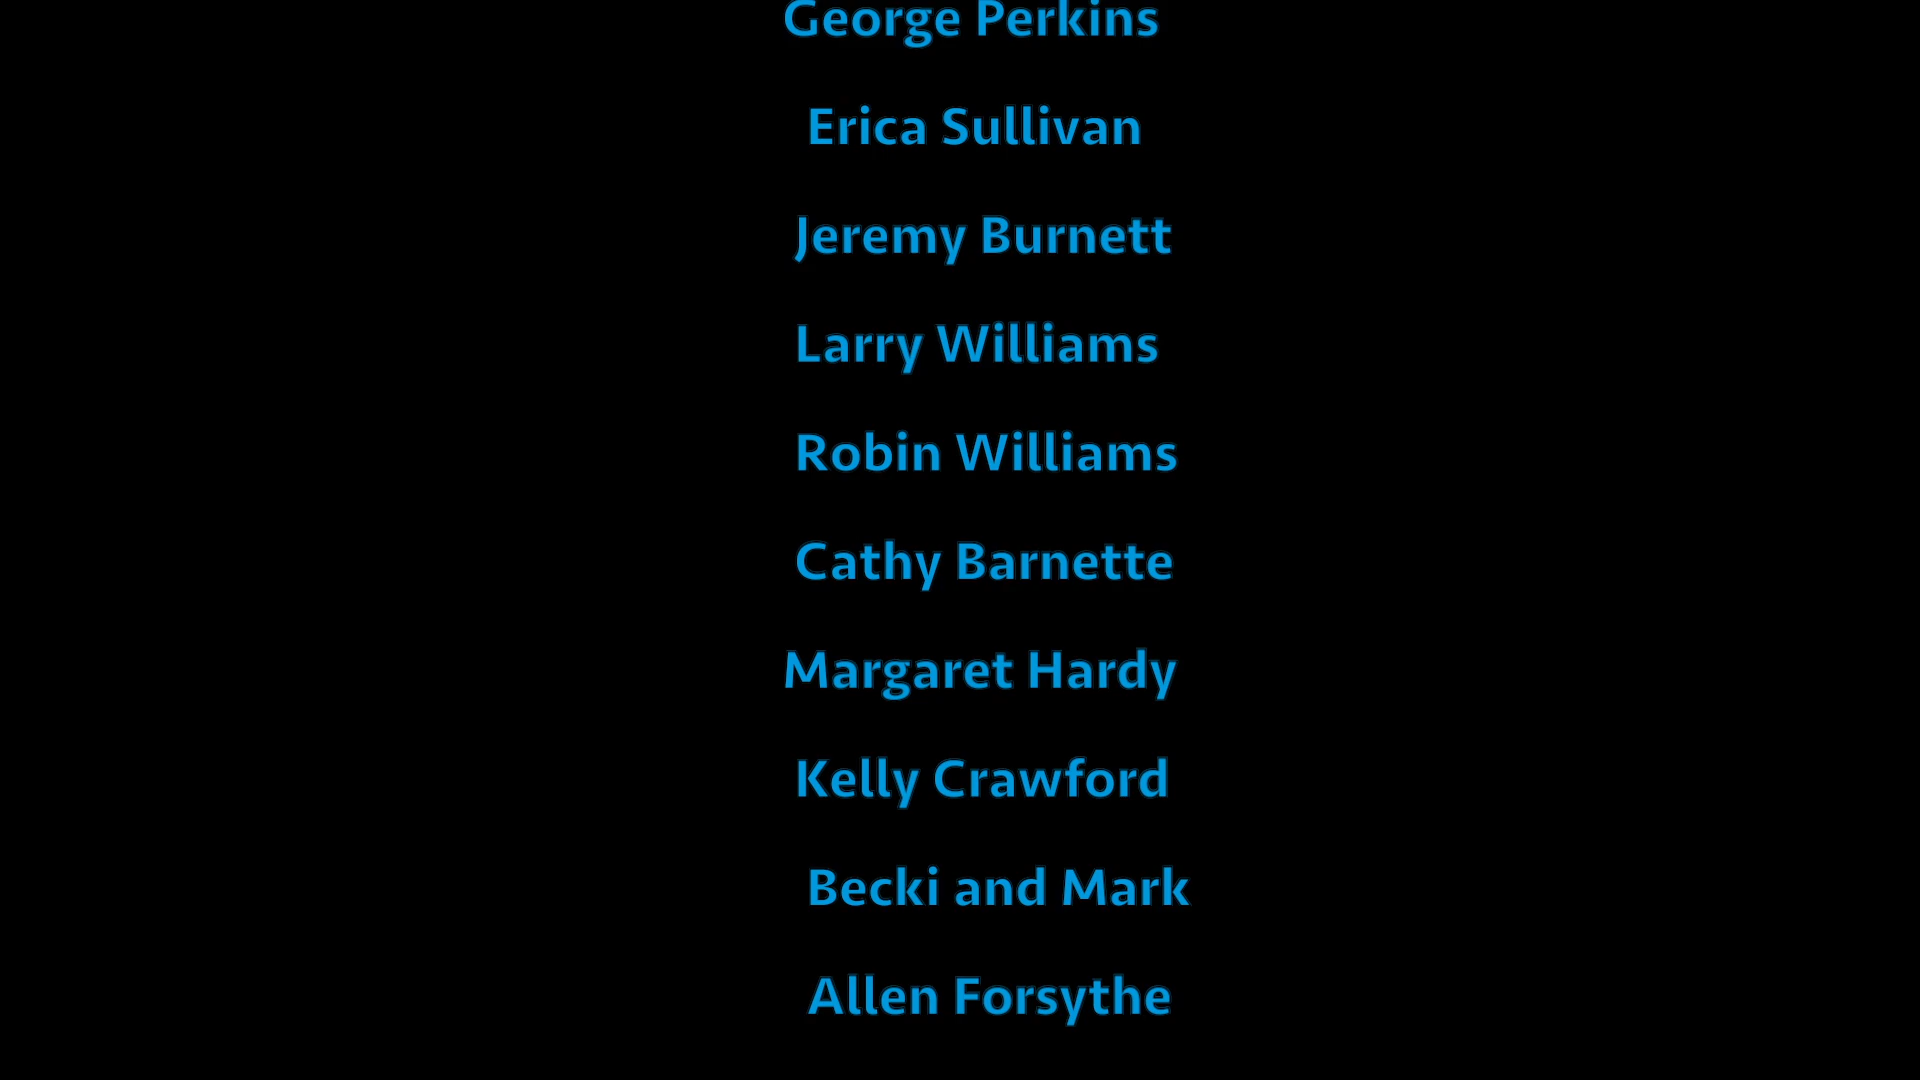 George Perkins
Erica Sullivan
Jeremy Burnett
Larry Williams
Robin Williams
Cathy Barnette
Margaret Hardy
Kelly Crawford
Becki and Mark
Allen Forsythe